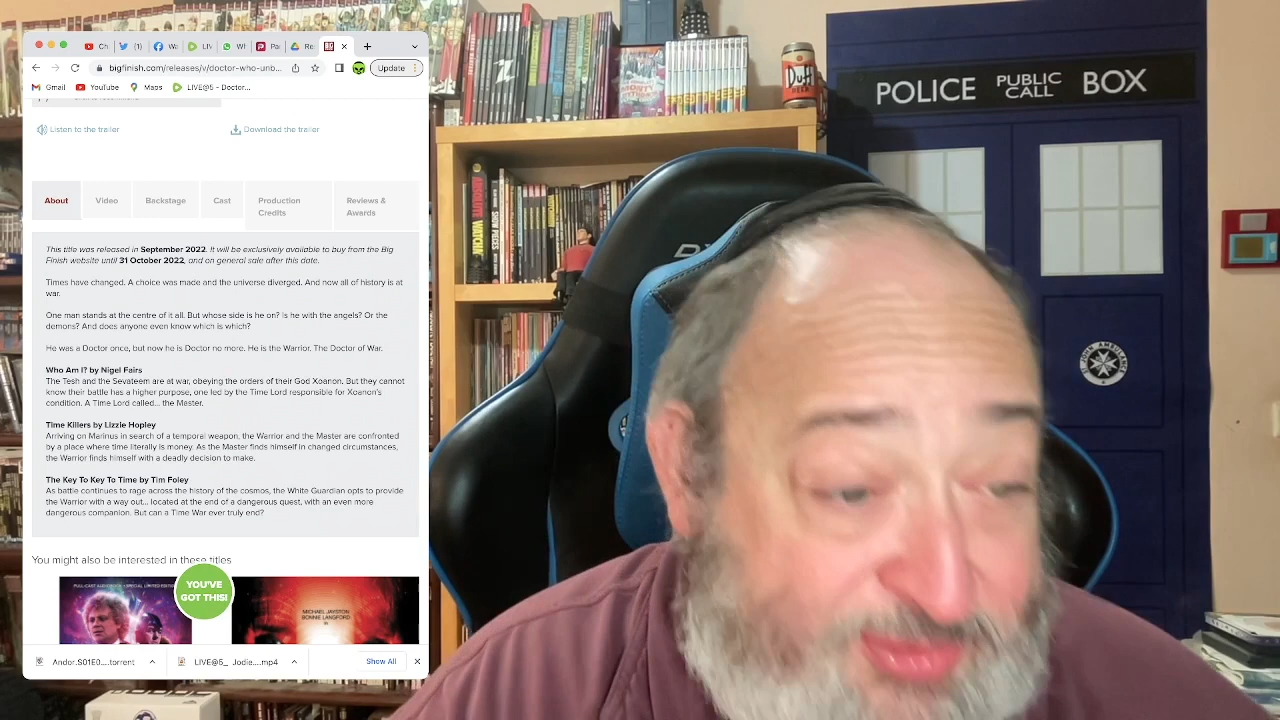 Update
bigfinish.com/releases/v/doctor-who-unb...
Gmail
YouTube
Maps
LIVE@5 - Doctor...
Listen to the trailer
Download the trailer
About
Video
Backstage
Cast
Production
Credits
Reviews &
Awards
This title was released in September 2022. It will be exclusively available to buy from the Big
Finish website until 31 October 2022, and on general sale after this date.
Times have changed. A choice was made and the universe diverged. And now all of history is at
war.
One man stands at the centre of it all. But whose side is he on? Is he with the angels? Or the
demons? And does anyone even know which is which?
He was a Doctor once, but now he is Doctor no more. He is the Warrior. The Doctor of War.
Who Am I? by Nigel Fairs
The Tesh and the Sevateem are at war, obeying the orders of their God Xoanon. But they cannot
know their battle has a higher purpose, one led by the Time Lord responsible for Xoanon's
condition. A Time Lord called... the Master.
Time Killers by Lizzie Hopley
Arriving on Marinus in search of a temporal weapon, the Warrior and the Master are confronted
by a place where time literally is money. As the Master finds himself in changed circumstances,
the Warrior finds himself with a deadly decision to make.
The Key To Key To Time by Tim Foley
As battle continues to rage across the history of the cosmos, the White Guardian opts to provide
the Warrior with a way out... located at the end of a dangerous quest, with an even more
dangerous companion. But can a Time War ever truly end?
You might also be interested in these titles
YOU'VE
GOT THIS!
MICHAEL JAYSTON
BONNIE LANGFORD
Andor.S01E0....torrent
LIVE@5_ Jodie....mp4
Show All
Duff
POLICE PUBLIC CALL BOX
ABSOLUTE
ST JOHN AMBULANCE